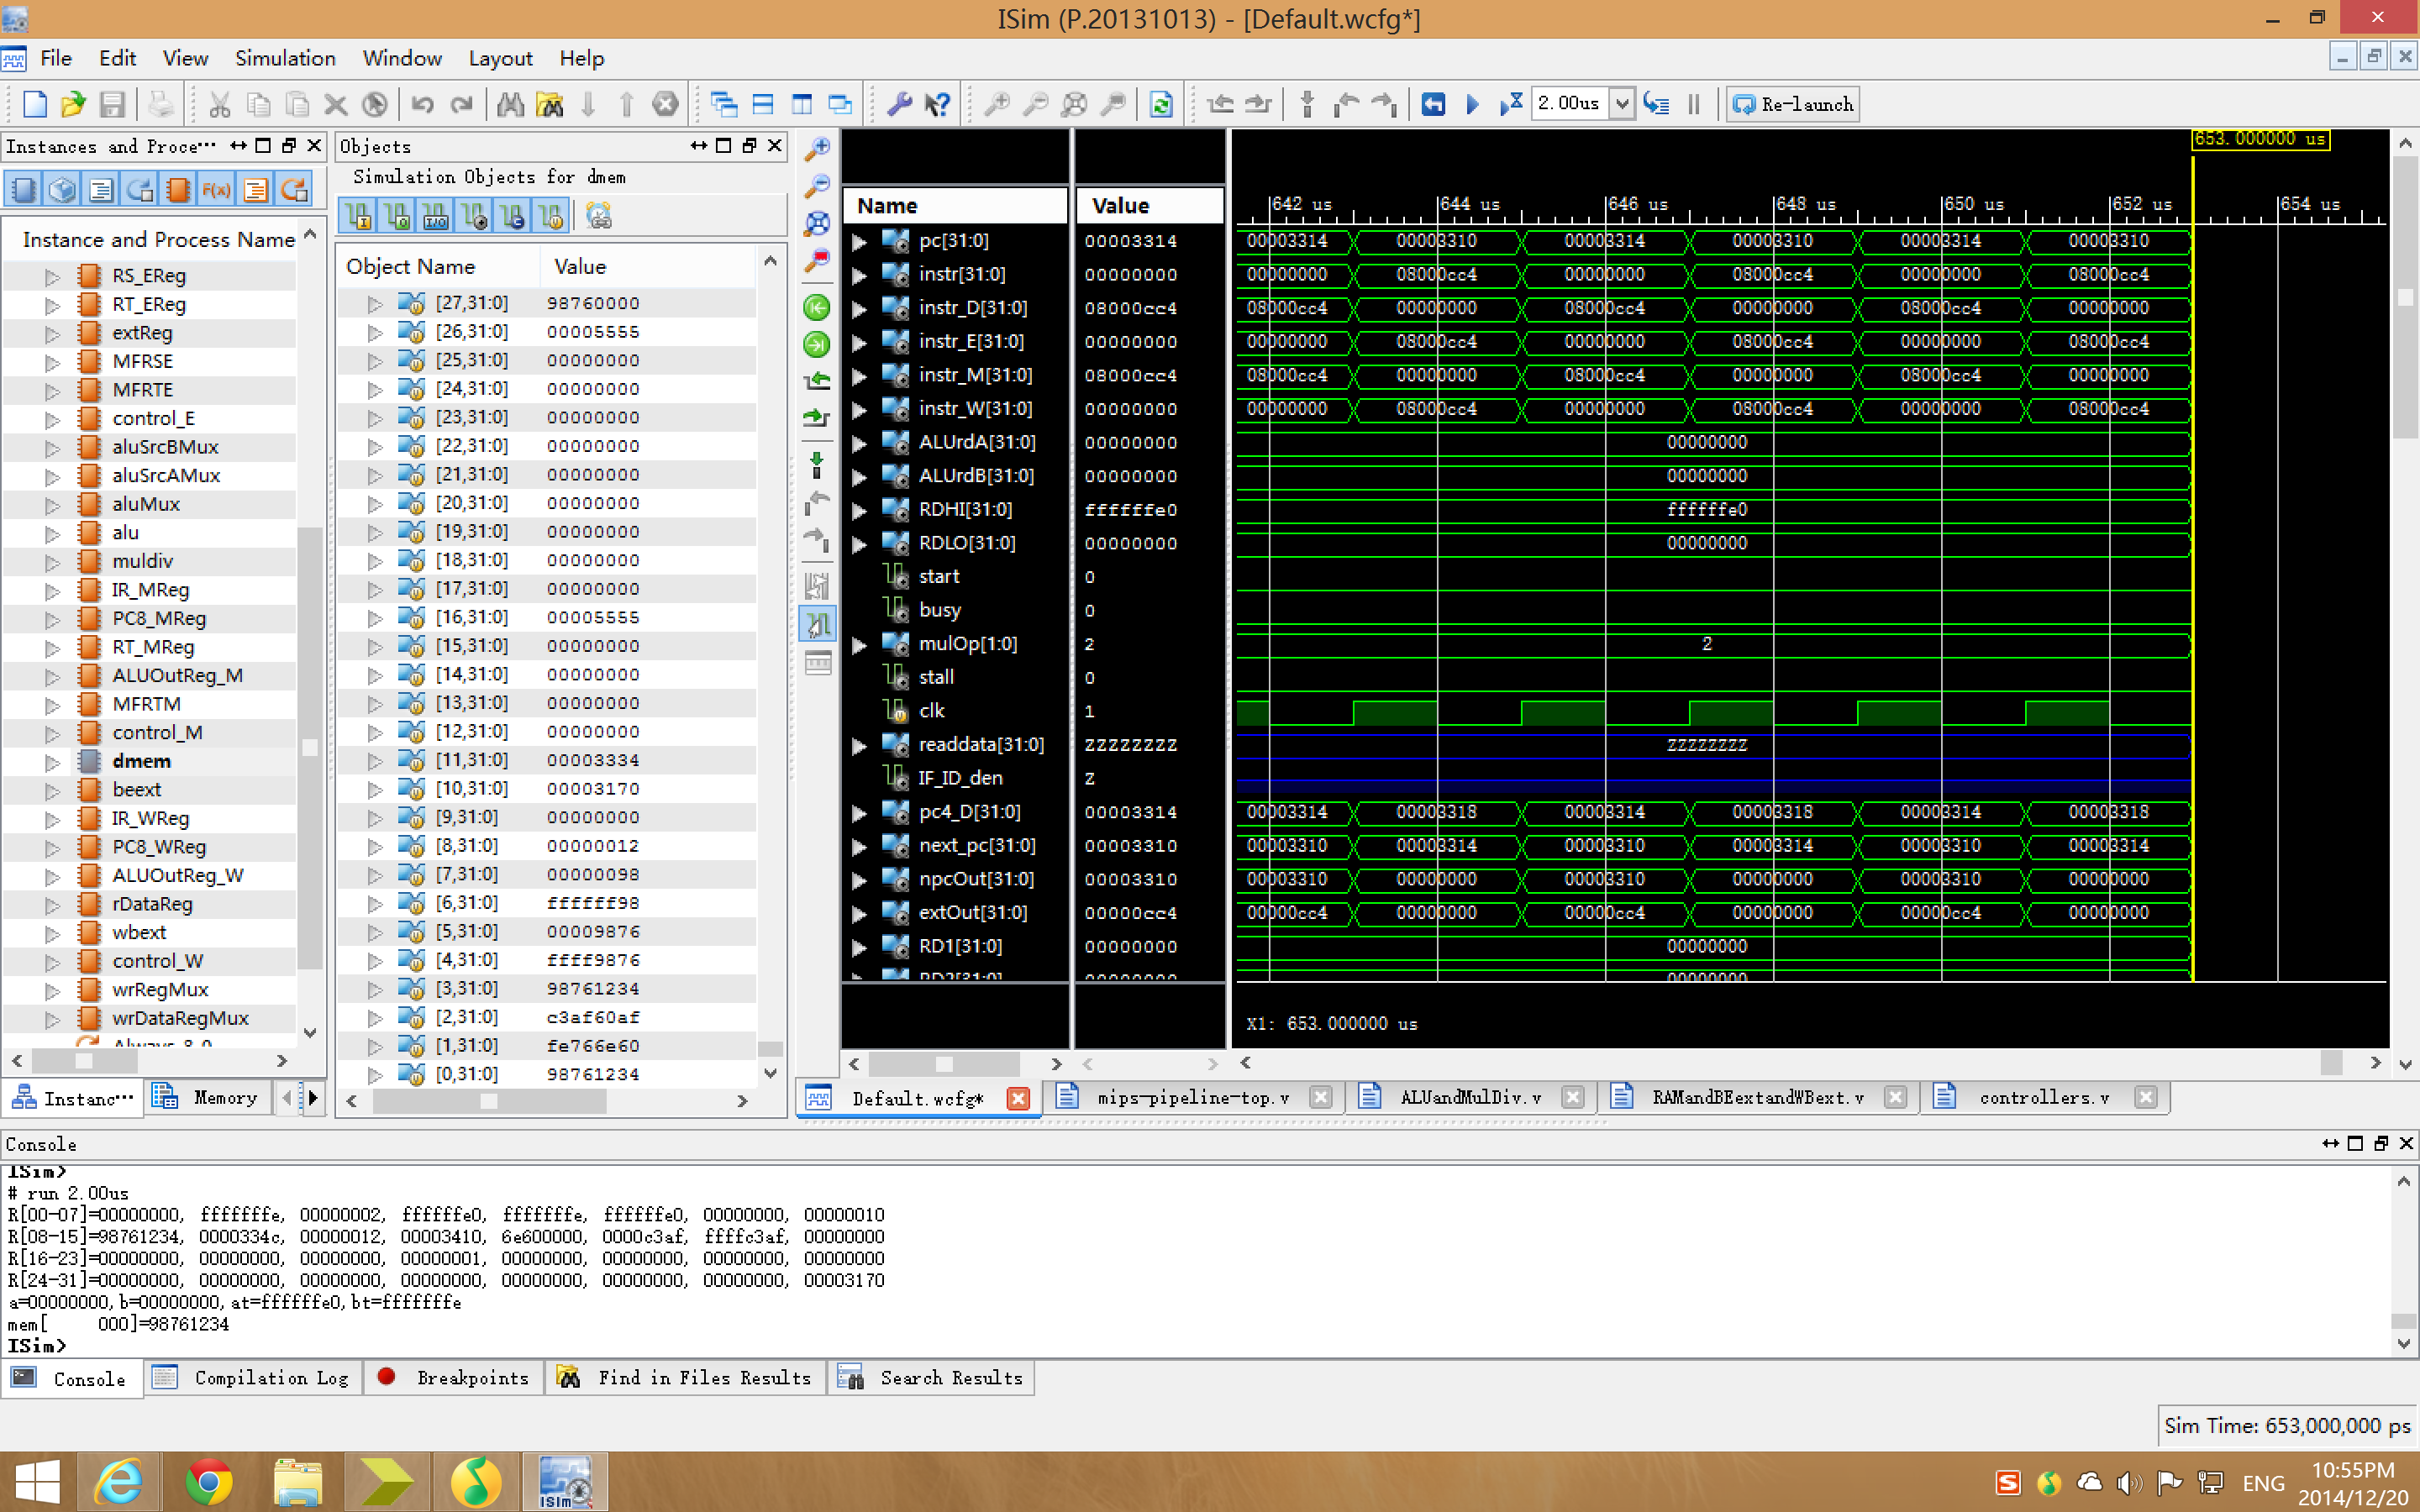 ISim (P.20131013) - [Default.wcfg*]
File Edit View Simulation Window Layout Help
2.00us Re-launch
Instances and Proce···
Instance and Process Name
RS_EReg
RT_EReg
extReg
MFRSE
MFRTE
control_E
aluSrcBMux
aluSrcAMux
aluMux
alu
muldiv
IR_MReg
PC8_MReg
RT_MReg
ALUOutReg_M
MFRTM
control_M
dmem
beext
IR_WReg
PC8_WReg
ALUOutReg_W
rDataReg
wbext
control_W
wrRegMux
wrDataRegMux
Always_8_0
Instanc··· Memory
Objects
Simulation Objects for dmem
Object Name Value
[27,31:0] 98760000
[26,31:0] 00005555
[25,31:0] 00000000
[24,31:0] 00000000
[23,31:0] 00000000
[22,31:0] 00000000
[21,31:0] 00000000
[20,31:0] 00000000
[19,31:0] 00000000
[18,31:0] 00000000
[17,31:0] 00000000
[16,31:0] 00005555
[15,31:0] 00000000
[14,31:0] 00000000
[13,31:0] 00000000
[12,31:0] 00000000
[11,31:0] 00003334
[10,31:0] 00003170
[9,31:0] 00000000
[8,31:0] 00000012
[7,31:0] 00000098
[6,31:0] ffffff98
[5,31:0] 00009876
[4,31:0] ffff9876
[3,31:0] 98761234
[2,31:0] c3af60af
[1,31:0] fe766e60
[0,31:0] 98761234
653.000000 us
Name Value 642 us 644 us 646 us 648 us 650 us 652 us 654 us
pc[31:0] 00003314 00003314 00003310 00003314 00003310 00003314 00003310
instr[31:0] 00000000 00000000 08000cc4 00000000 08000cc4 00000000 08000cc4
instr_D[31:0] 08000cc4 08000cc4 00000000 08000cc4 00000000 08000cc4 00000000
instr_E[31:0] 00000000 00000000 08000cc4 00000000 08000cc4 00000000 08000cc4
instr_M[31:0] 08000cc4 08000cc4 00000000 08000cc4 00000000 08000cc4 00000000
instr_W[31:0] 00000000 00000000 08000cc4 00000000 08000cc4 00000000 08000cc4
ALUrdA[31:0] 00000000 00000000
ALUrdB[31:0] 00000000 00000000
RDHI[31:0] ffffffe0 ffffffe0
RDLO[31:0] 00000000 00000000
start 0
busy 0
mulOp[1:0] 2 2
stall 0
clk 1
readdata[31:0] ZZZZZZZZ ZZZZZZZZ
IF_ID_den Z
pc4_D[31:0] 00003314 00003314 00003318 00003314 00003318 00003314 00003318
next_pc[31:0] 00003310 00003310 00003314 00003310 00003314 00003310 00003314
npcOut[31:0] 00003310 00003310 00000000 00003310 00000000 00003310 00000000
extOut[31:0] 00000cc4 00000cc4 00000000 00000cc4 00000000 00000cc4 00000000
RD1[31:0] 00000000 00000000
RD2[31:0] 00000000 00000000
X1: 653.000000 us
Default.wcfg* mips-pipeline-top.v ALUandMulDiv.v RAMandBEextandWBext.v controllers.v
Console
ISim>
# run 2.00us
R[00-07]=00000000, fffffffe, 00000002, ffffffe0, fffffffe, ffffffe0, 00000000, 00000010
R[08-15]=98761234, 0000334c, 00000012, 00003410, 6e600000, 0000c3af, ffffc3af, 00000000
R[16-23]=00000000, 00000000, 00000000, 00000001, 00000000, 00000000, 00000000, 00000000
R[24-31]=00000000, 00000000, 00000000, 00000000, 00000000, 00000000, 00000000, 00003170
a=00000000, b=00000000, at=ffffffe0, bt=fffffffe
mem[ 000]=98761234
ISim>
Console Compilation Log Breakpoints Find in Files Results Search Results
Sim Time: 653,000,000 ps
ISim
ENG
10:55PM
2014/12/20